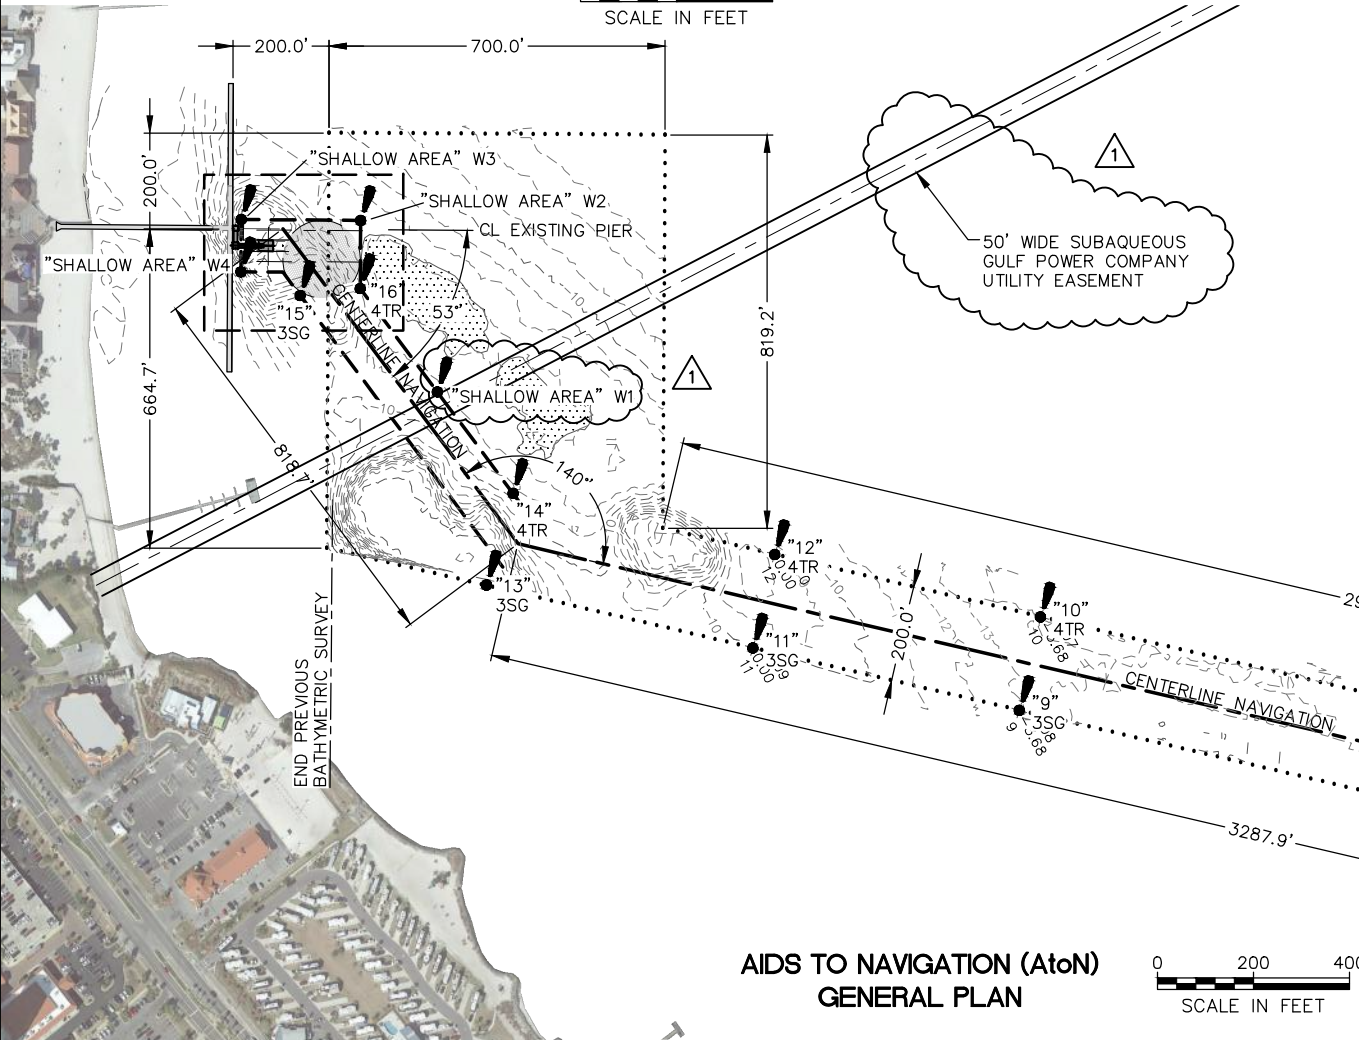 SCALE IN FEET
200.0'
700.0'
200.0'
"SHALLOW AREA" W3
"SHALLOW AREA" W2
CL EXISTING PIER
"SHALLOW AREA" W4
1
50' WIDE SUBAQUEOUS
GULF POWER COMPANY
UTILITY EASEMENT
"16"
4TR
"15"
3SG
53°
819.2'
664.7'
CENTERLINE NAVIGATION
1
"SHALLOW AREA" W1
10
818.7'
140°
"14"
4TR
"12"
4TR
"13"
3SG
"10"
4TR
"11"
3SG
200.0'
"9"
3SG
CENTERLINE NAVIGATION
END PREVIOUS
BATHYMETRIC SURVEY
3287.9'
AIDS TO NAVIGATION (AtoN)
GENERAL PLAN
0 200 400
SCALE IN FEET